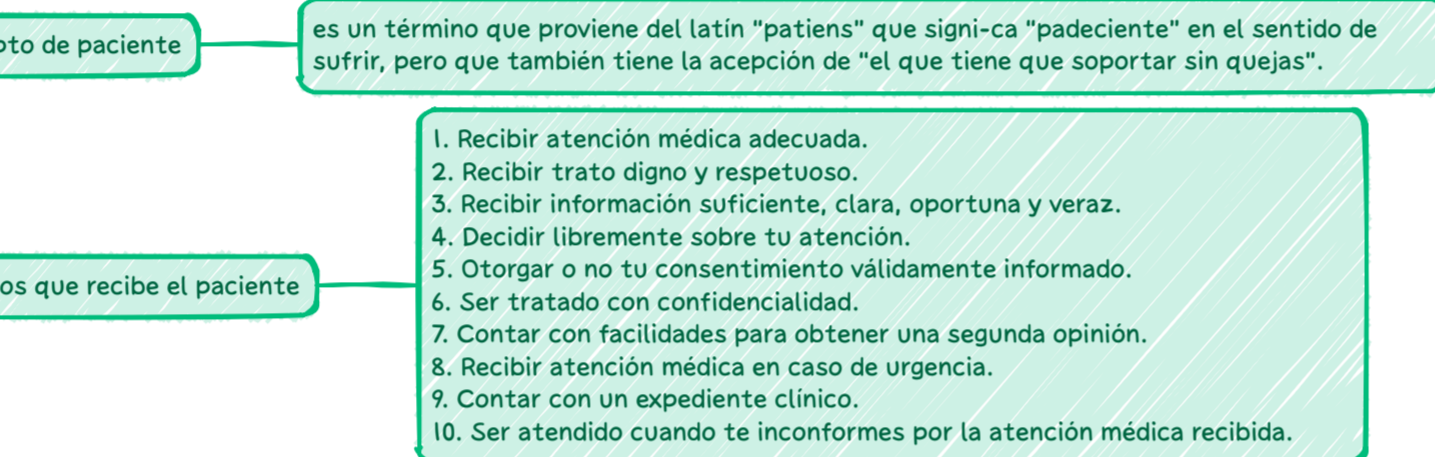 pto de paciente
es un término que proviene del latín "patiens" que signi-ca "padeciente" en el sentido de
sufrir, pero que también tiene la acepción de "el que tiene que soportar sin quejas".
os que recibe el paciente
1. Recibir atención médica adecuada.
2. Recibir trato digno y respetuoso.
3. Recibir información suficiente, clara, oportuna y veraz.
4. Decidir libremente sobre tu atención.
5. Otorgar o no tu consentimiento válidamente informado.
6. Ser tratado con confidencialidad.
7. Contar con facilidades para obtener una segunda opinión.
8. Recibir atención médica en caso de urgencia.
9. Contar con un expediente clínico.
10. Ser atendido cuando te inconformes por la atención médica recibida.